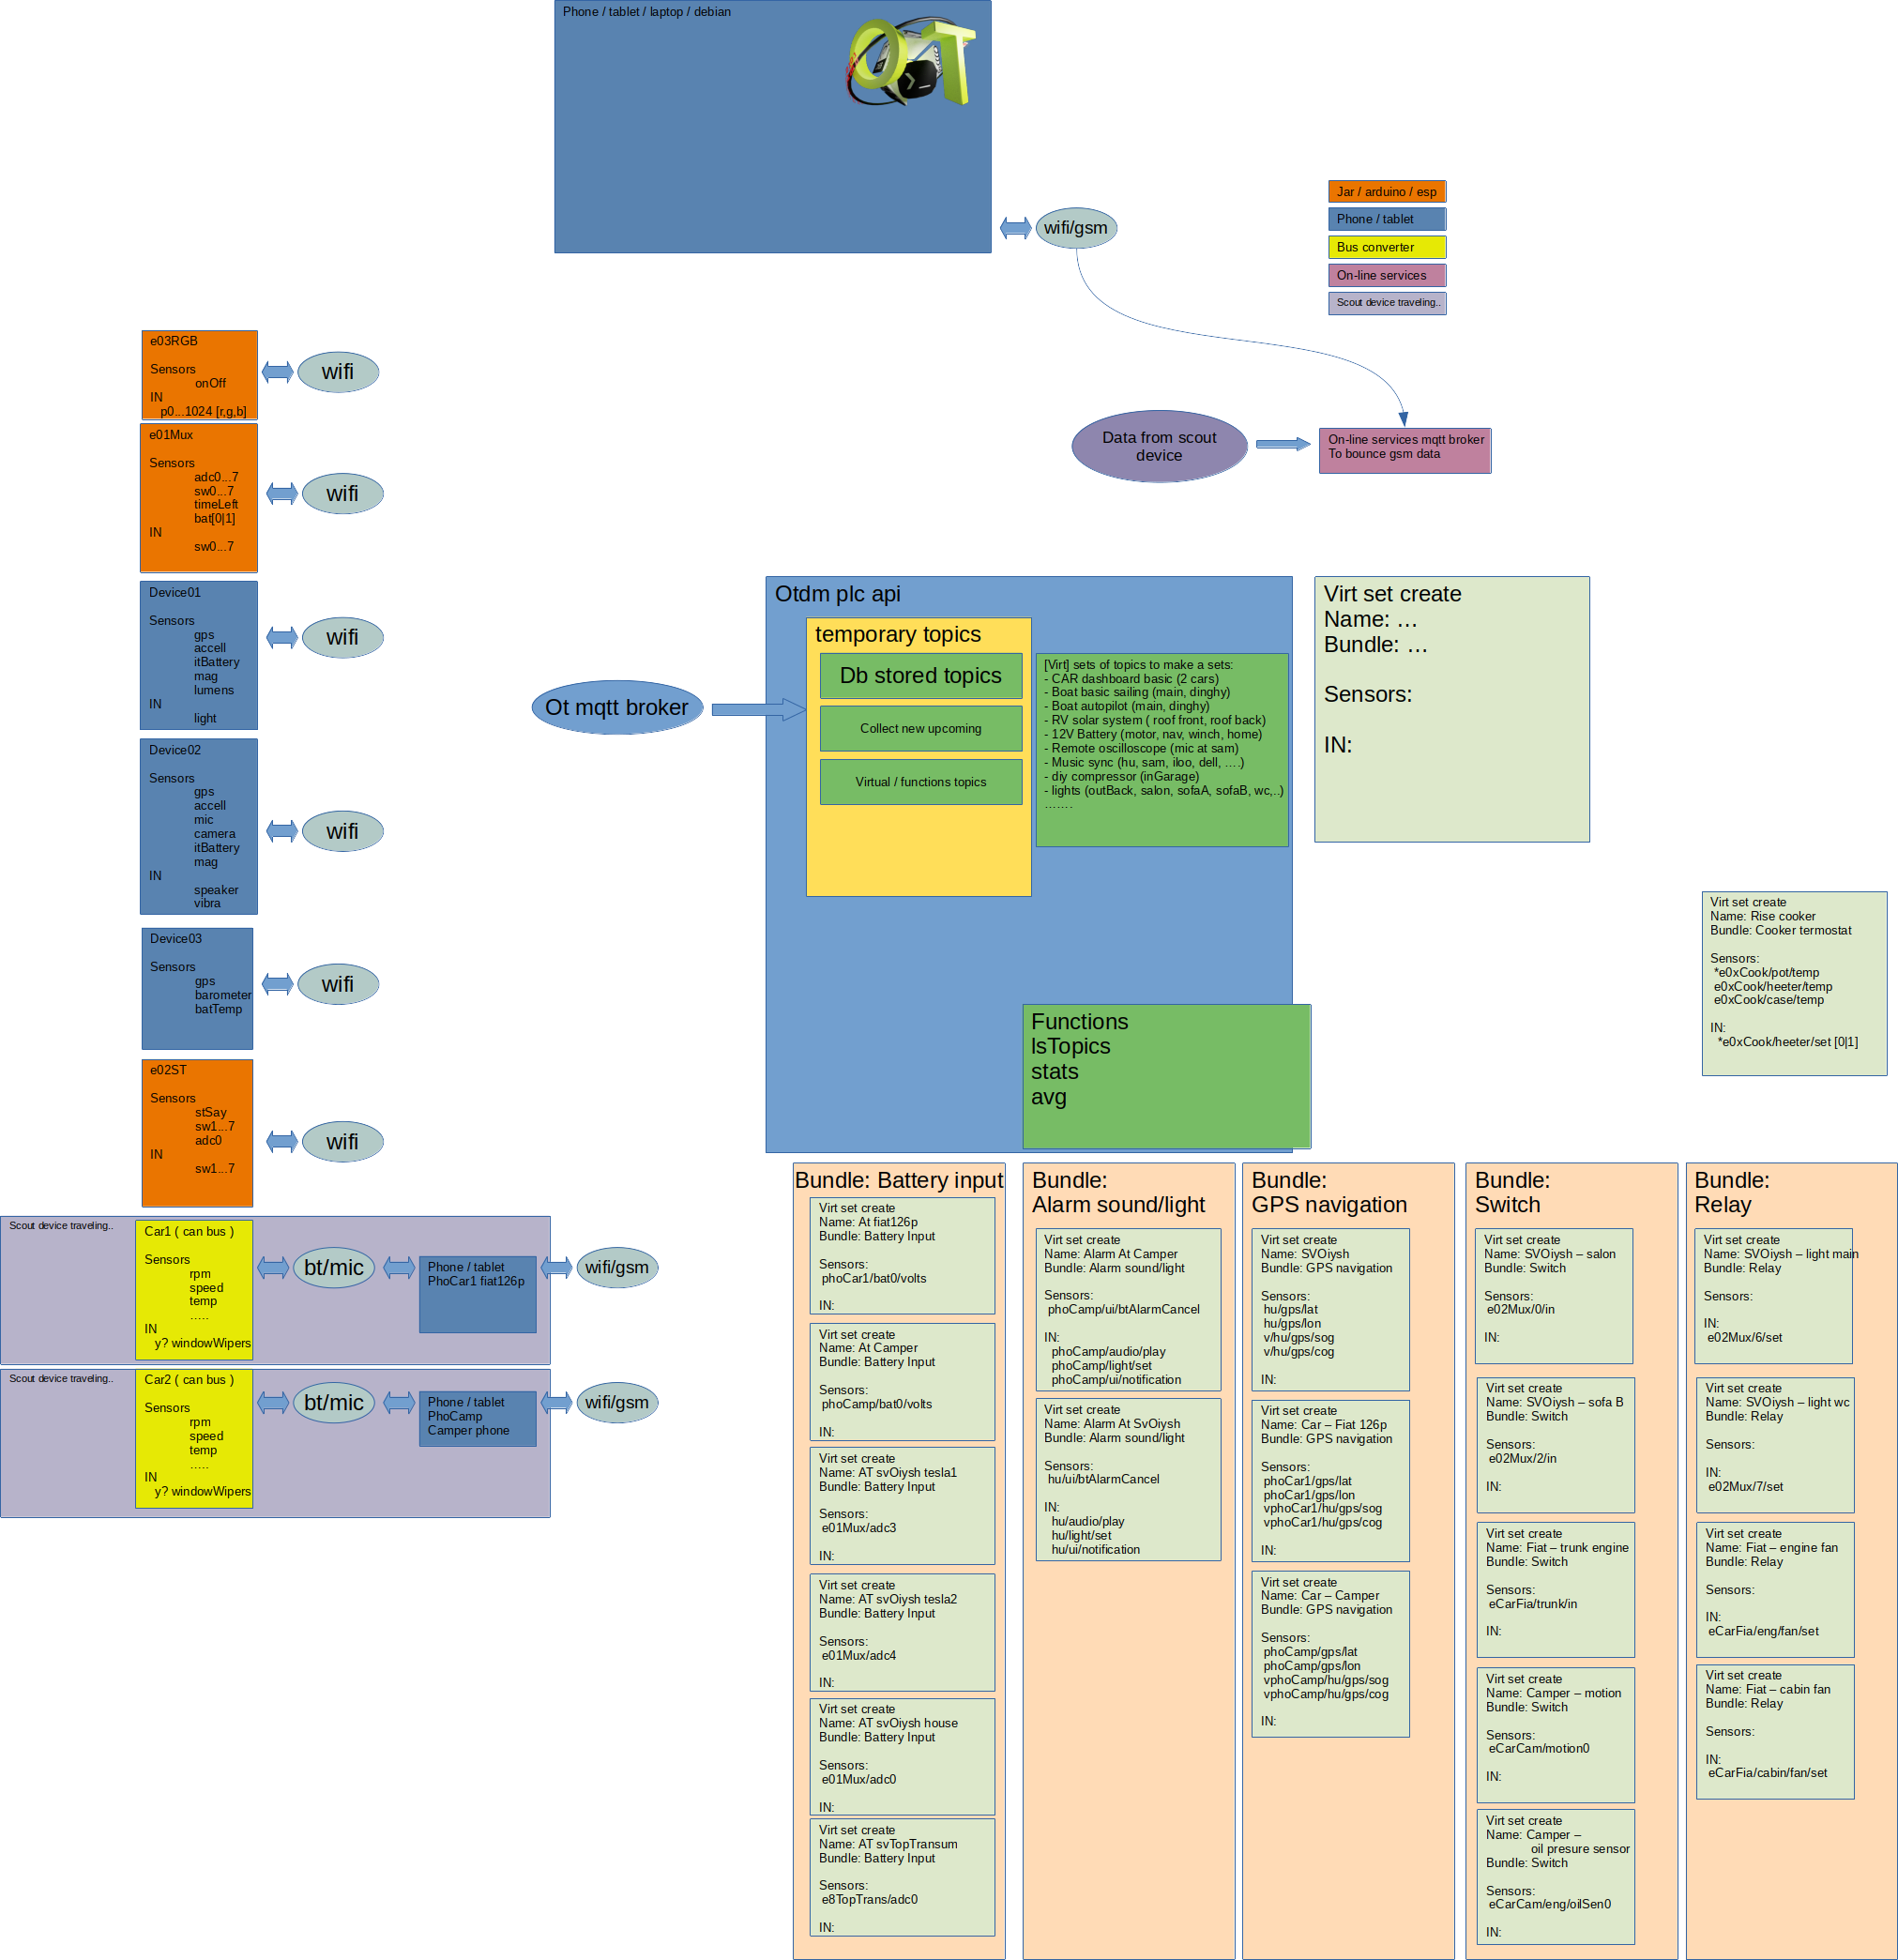 Phone / tablet / laptop / debian
OT
wifi/gsm
Jar / arduino / esp
Phone / tablet
Bus converter
On-line services
Scout device traveling..
Data from scout
device
On-line services mqtt broker
To bounce gsm data
e03RGB
Sensors
onOff
IN
p0...1024 [r,g,b]
wifi
e01Mux
Sensors
adc0...7
sw0...7
timeLeft
bat[0|1]
IN
sw0...7
wifi
Device01
Sensors
gps
accell
itBattery
mag
lumens
IN
light
wifi
Device02
Sensors
gps
accell
mic
camera
itBattery
mag
IN
speaker
vibra
wifi
Device03
Sensors
gps
barometer
batTemp
wifi
e02ST
Sensors
stSay
sw1...7
adc0
IN
sw1...7
wifi
Scout device traveling..
Car1 ( can bus )
Sensors
rpm
speed
temp
.....
IN
y? windowWipers
bt/mic
Phone / tablet
PhoCar1 fiat126p
wifi/gsm
Scout device traveling..
Car2 ( can bus )
Sensors
rpm
speed
temp
.....
IN
y? windowWipers
bt/mic
Phone / tablet
PhoCamp
Camper phone
wifi/gsm
Ot mqtt broker
Otdm plc api
temporary topics
Db stored topics
Collect new upcoming
Virtual / functions topics
[Virt] sets of topics to make a sets:
- CAR dashboard basic (2 cars)
- Boat basic sailing (main, dinghy)
- Boat autopilot (main, dinghy)
- RV solar system ( roof front, roof back)
- 12V Battery (motor, nav, winch, home)
- Remote oscilloscope (mic at sam)
- Music sync (hu, sam, iloo, dell, ….)
- diy compressor (inGarage)
- lights (outBack, salon, sofaA, sofaB, wc,..)
…….
Functions
lsTopics
stats
avg
Virt set create
Name: …
Bundle: …
Sensors:
IN:
Virt set create
Name: Rise cooker
Bundle: Cooker termostat
Sensors:
*e0xCook/pot/temp
e0xCook/heeter/temp
e0xCook/case/temp
IN:
*e0xCook/heeter/set [0|1]
Bundle: Battery input
Virt set create
Name: At fiat126p
Bundle: Battery Input
Sensors:
phoCar1/bat0/volts
IN:
Virt set create
Name: At Camper
Bundle: Battery Input
Sensors:
phoCamp/bat0/volts
IN:
Virt set create
Name: AT svOiysh tesla1
Bundle: Battery Input
Sensors:
e01Mux/adc3
IN:
Virt set create
Name: AT svOiysh tesla2
Bundle: Battery Input
Sensors:
e01Mux/adc4
IN:
Virt set create
Name: AT svOiysh house
Bundle: Battery Input
Sensors:
e01Mux/adc0
IN:
Virt set create
Name: AT svTopTransum
Bundle: Battery Input
Sensors:
e8TopTrans/adc0
IN:
Bundle:
Alarm sound/light
Virt set create
Name: Alarm At Camper
Bundle: Alarm sound/light
Sensors:
phoCamp/ui/btAlarmCancel
IN:
phoCamp/audio/play
phoCamp/light/set
phoCamp/ui/notification
Virt set create
Name: Alarm At SvOiysh
Bundle: Alarm sound/light
Sensors:
hu/ui/btAlarmCancel
IN:
hu/audio/play
hu/light/set
hu/ui/notification
Bundle:
GPS navigation
Virt set create
Name: SVOiysh
Bundle: GPS navigation
Sensors:
hu/gps/lat
hu/gps/lon
v/hu/gps/sog
v/hu/gps/cog
IN:
Virt set create
Name: Car – Fiat 126p
Bundle: GPS navigation
Sensors:
phoCar1/gps/lat
phoCar1/gps/lon
vphoCar1/hu/gps/sog
vphoCar1/hu/gps/cog
IN:
Virt set create
Name: Car – Camper
Bundle: GPS navigation
Sensors:
phoCamp/gps/lat
phoCamp/gps/lon
vphoCamp/hu/gps/sog
vphoCamp/hu/gps/cog
IN:
Bundle:
Switch
Virt set create
Name: SVOiysh – salon
Bundle: Switch
Sensors:
e02Mux/0/in
IN:
Virt set create
Name: SVOiysh – sofa B
Bundle: Switch
Sensors:
e02Mux/2/in
IN:
Virt set create
Name: Fiat – trunk engine
Bundle: Switch
Sensors:
eCarFia/trunk/in
IN:
Virt set create
Name: Camper – motion
Bundle: Switch
Sensors:
eCarCam/motion0
IN:
Virt set create
Name: Camper –
oil presure sensor
Bundle: Switch
Sensors:
eCarCam/eng/oilSen0
IN:
Bundle:
Relay
Virt set create
Name: SVOiysh – light main
Bundle: Relay
Sensors:
IN:
e02Mux/6/set
Virt set create
Name: SVOiysh – light wc
Bundle: Relay
Sensors:
IN:
e02Mux/7/set
Virt set create
Name: Fiat – engine fan
Bundle: Relay
Sensors:
IN:
eCarFia/eng/fan/set
Virt set create
Name: Fiat – cabin fan
Bundle: Relay
Sensors:
IN:
eCarFia/cabin/fan/set